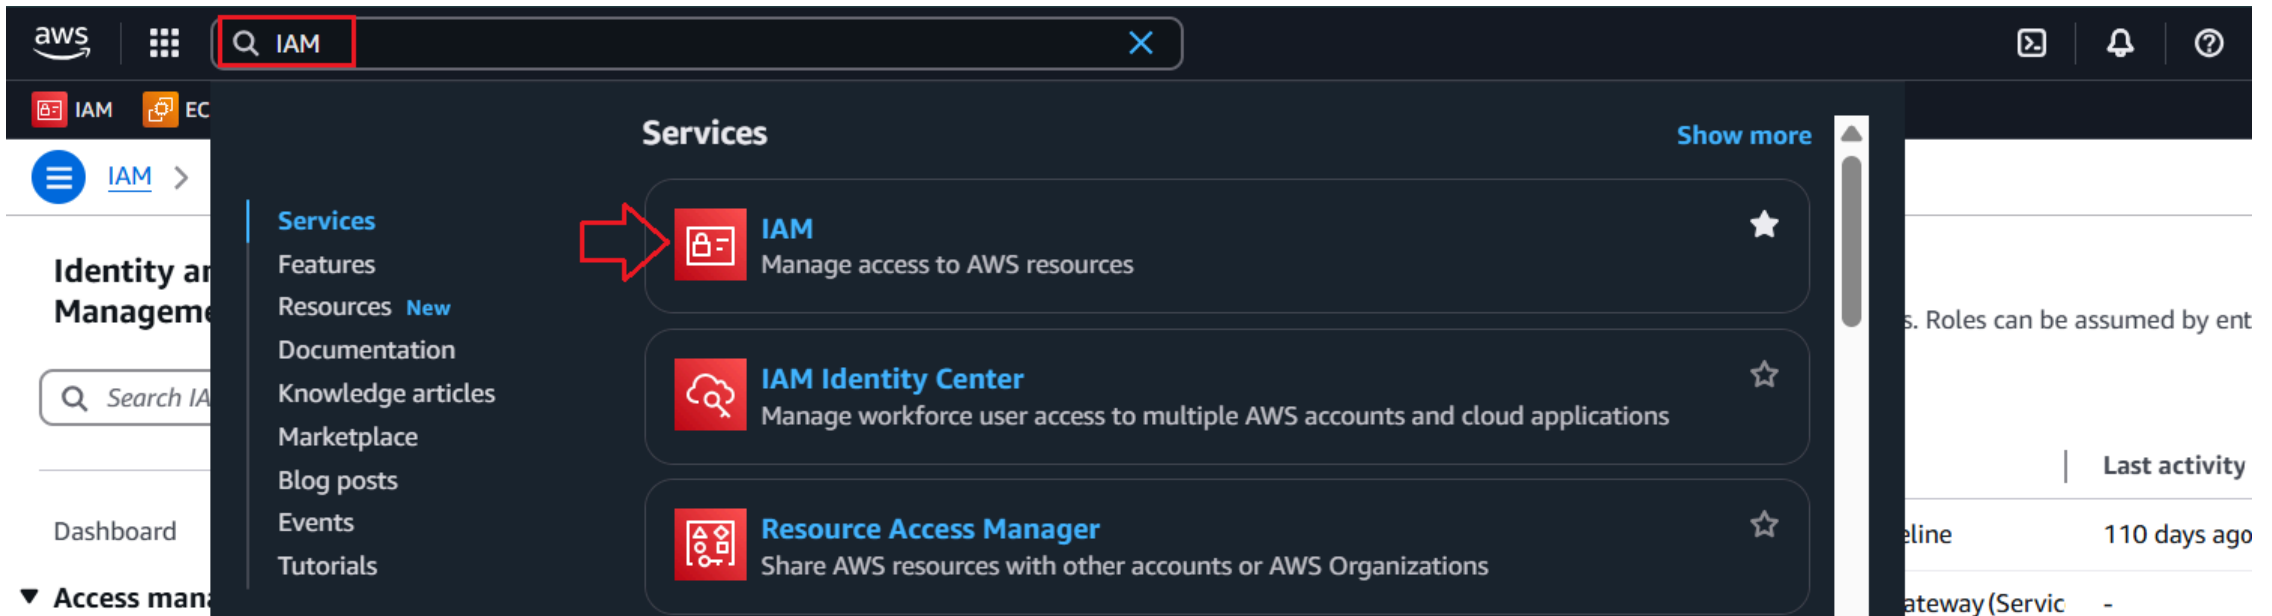 aws
IAM
IAM
EC
IAM
Services
Show more
Services
Features
Resources New
Documentation
Knowledge articles
Marketplace
Blog posts
Events
Tutorials
IAM
Manage access to AWS resources
IAM Identity Center
Manage workforce user access to multiple AWS accounts and cloud applications
Resource Access Manager
Share AWS resources with other accounts or AWS Organizations
Identity an
Manageme
Search IA
Dashboard
Access mana
s. Roles can be assumed by ent
Last activity
eline 110 days ago
ateway (Servic -